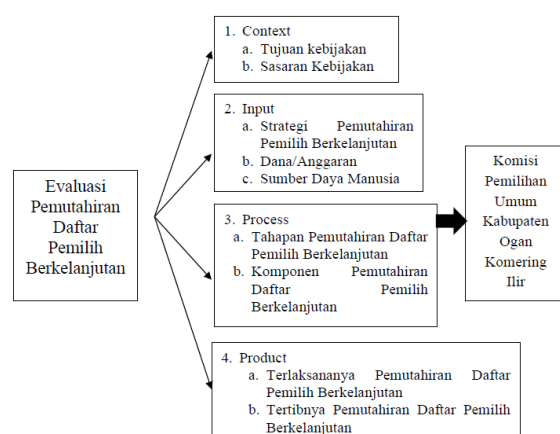 Evaluasi
Pemutahiran
Daftar
Pemilih
Berkelanjutan
1. Context
a. Tujuan kebijakan
b. Sasaran Kebijakan
2. Input
a. Strategi Pemutahiran
Pemilih Berkelanjutan
b. Dana/Anggaran
c. Sumber Daya Manusia
3. Process
a. Tahapan Pemutahiran Daftar
Pemilih Berkelanjutan
b. Komponen Pemutahiran
Daftar Pemilih
Berkelanjutan
4. Product
a. Terlaksananya Pemutahiran Daftar
Pemilih Berkelanjutan
b. Tertibnya Pemutahiran Daftar Pemilih
Berkelanjutan
Komisi
Pemilihan
Umum
Kabupaten
Ogan
Komering
Ilir